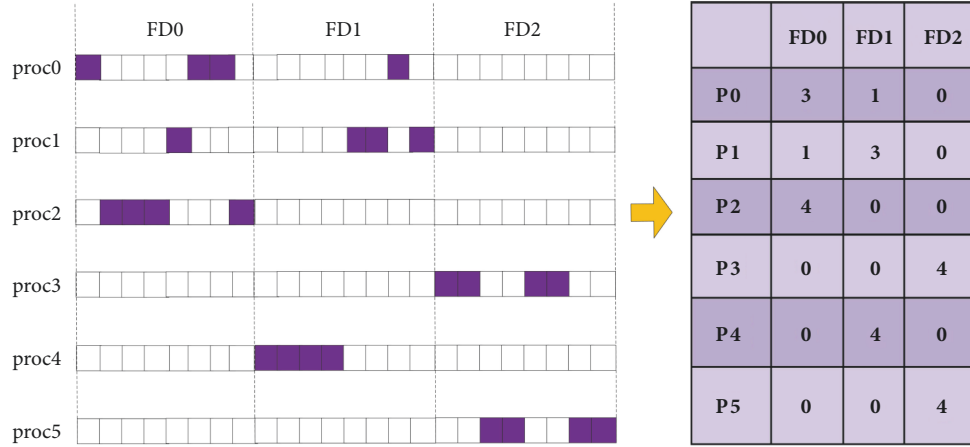 FD0 FD1 FD2
proc0
proc1
proc2
proc3
proc4
proc5
FD0 FD1 FD2
P0 3 1 0
P1 1 3 0
P2 4 0 0
P3 0 0 4
P4 0 4 0
P5 0 0 4